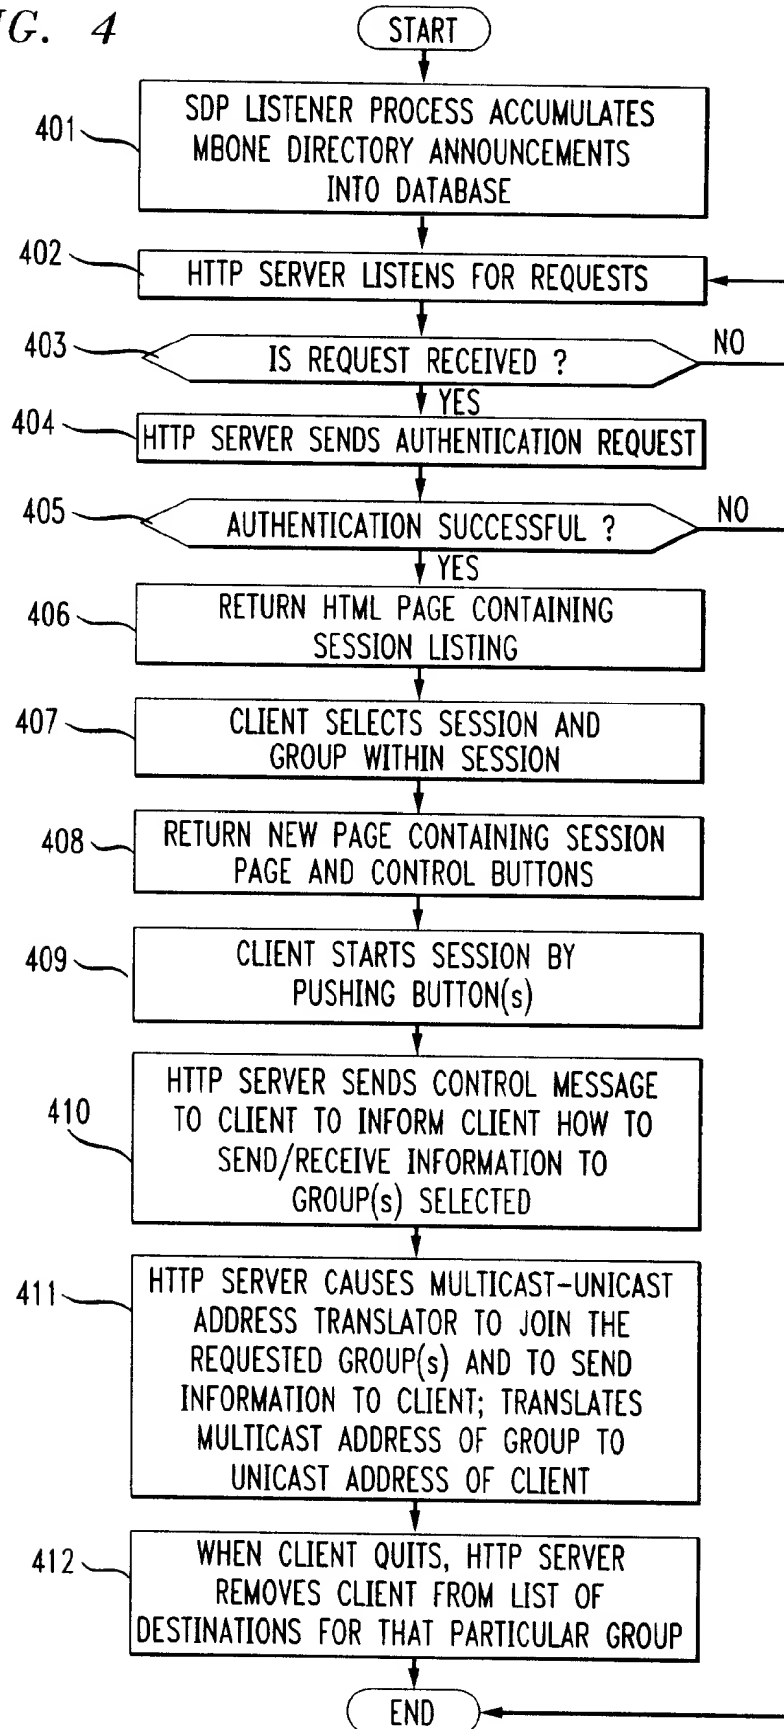 IG. 4
START
401
SDP LISTENER PROCESS ACCUMULATES
MBONE DIRECTORY ANNOUNCEMENTS
INTO DATABASE
402
HTTP SERVER LISTENS FOR REQUESTS
403
IS REQUEST RECEIVED ?
NO
YES
404
HTTP SERVER SENDS AUTHENTICATION REQUEST
405
AUTHENTICATION SUCCESSFUL ?
NO
YES
406
RETURN HTML PAGE CONTAINING
SESSION LISTING
407
CLIENT SELECTS SESSION AND
GROUP WITHIN SESSION
408
RETURN NEW PAGE CONTAINING SESSION
PAGE AND CONTROL BUTTONS
409
CLIENT STARTS SESSION BY
PUSHING BUTTON(s)
410
HTTP SERVER SENDS CONTROL MESSAGE
TO CLIENT TO INFORM CLIENT HOW TO
SEND/RECEIVE INFORMATION TO
GROUP(s) SELECTED
411
HTTP SERVER CAUSES MULTICAST-UNICAST
ADDRESS TRANSLATOR TO JOIN THE
REQUESTED GROUP(s) AND TO SEND
INFORMATION TO CLIENT; TRANSLATES
MULTICAST ADDRESS OF GROUP TO
UNICAST ADDRESS OF CLIENT
412
WHEN CLIENT QUITS, HTTP SERVER
REMOVES CLIENT FROM LIST OF
DESTINATIONS FOR THAT PARTICULAR GROUP
END